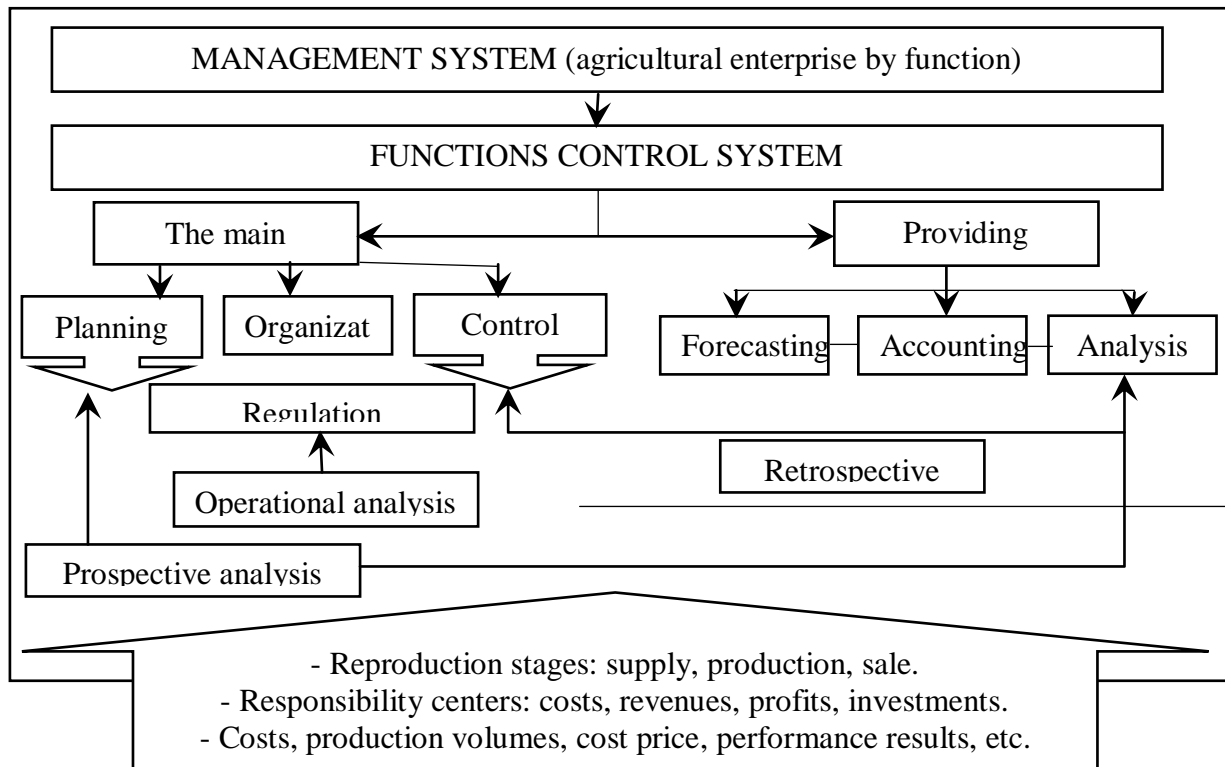 MANAGEMENT SYSTEM (agricultural enterprise by function)
FUNCTIONS CONTROL SYSTEM
The main
Providing
Planning
Organizat
Control
Forecasting
Accounting
Analysis
Regulation
Retrospective
Operational analysis
Prospective analysis
- Reproduction stages: supply, production, sale.
- Responsibility centers: costs, revenues, profits, investments.
- Costs, production volumes, cost price, performance results, etc.